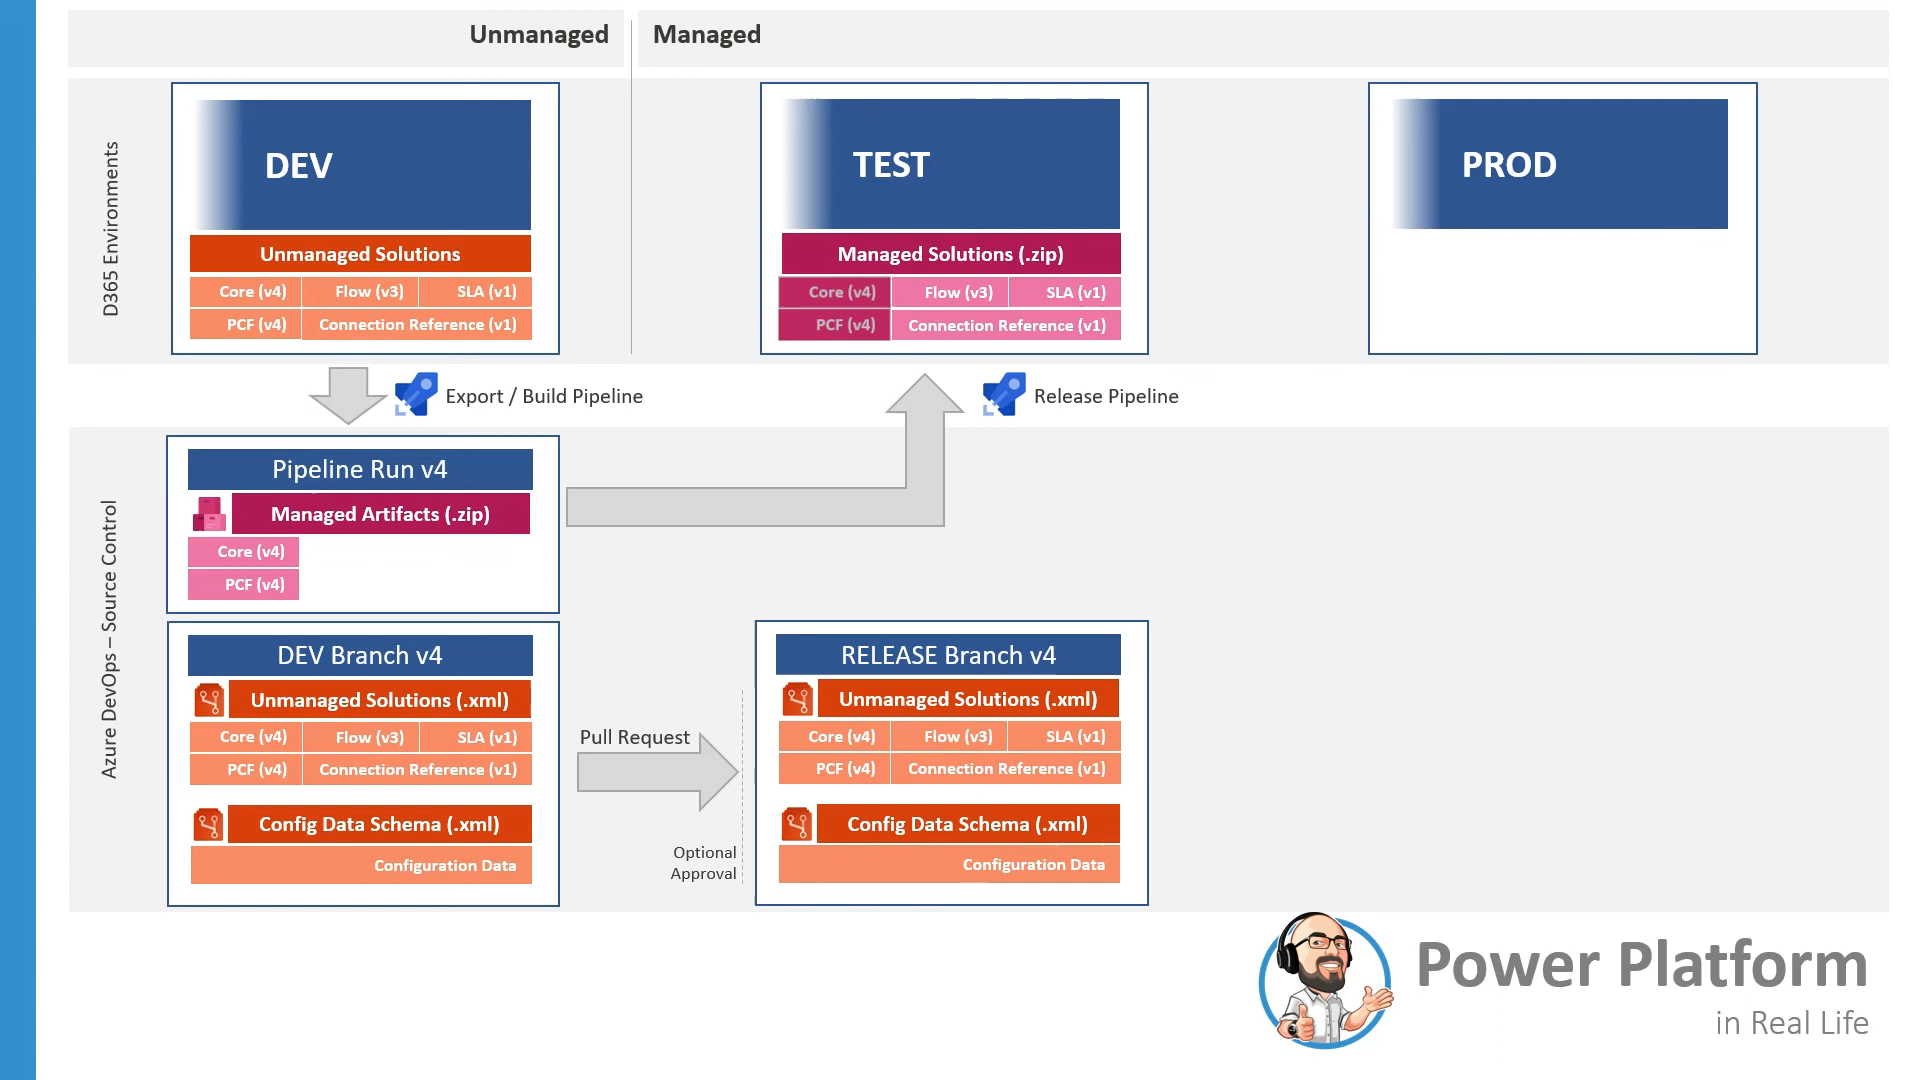 Unmanaged
Managed
D365 Environments
DEV
Unmanaged Solutions
Core (v4)
Flow (v3)
SLA (v1)
PCF (v4)
Connection Reference (v1)
TEST
Managed Solutions (.zip)
Core (v4)
Flow (v3)
SLA (v1)
PCF (v4)
Connection Reference (v1)
PROD
Export / Build Pipeline
Release Pipeline
Azure DevOps – Source Control
Pipeline Run v4
Managed Artifacts (.zip)
Core (v4)
PCF (v4)
DEV Branch v4
Unmanaged Solutions (.xml)
Core (v4)
Flow (v3)
SLA (v1)
PCF (v4)
Connection Reference (v1)
Config Data Schema (.xml)
Configuration Data
Pull Request
Optional
Approval
RELEASE Branch v4
Unmanaged Solutions (.xml)
Core (v4)
Flow (v3)
SLA (v1)
PCF (v4)
Connection Reference (v1)
Config Data Schema (.xml)
Configuration Data
Power Platform
in Real Life